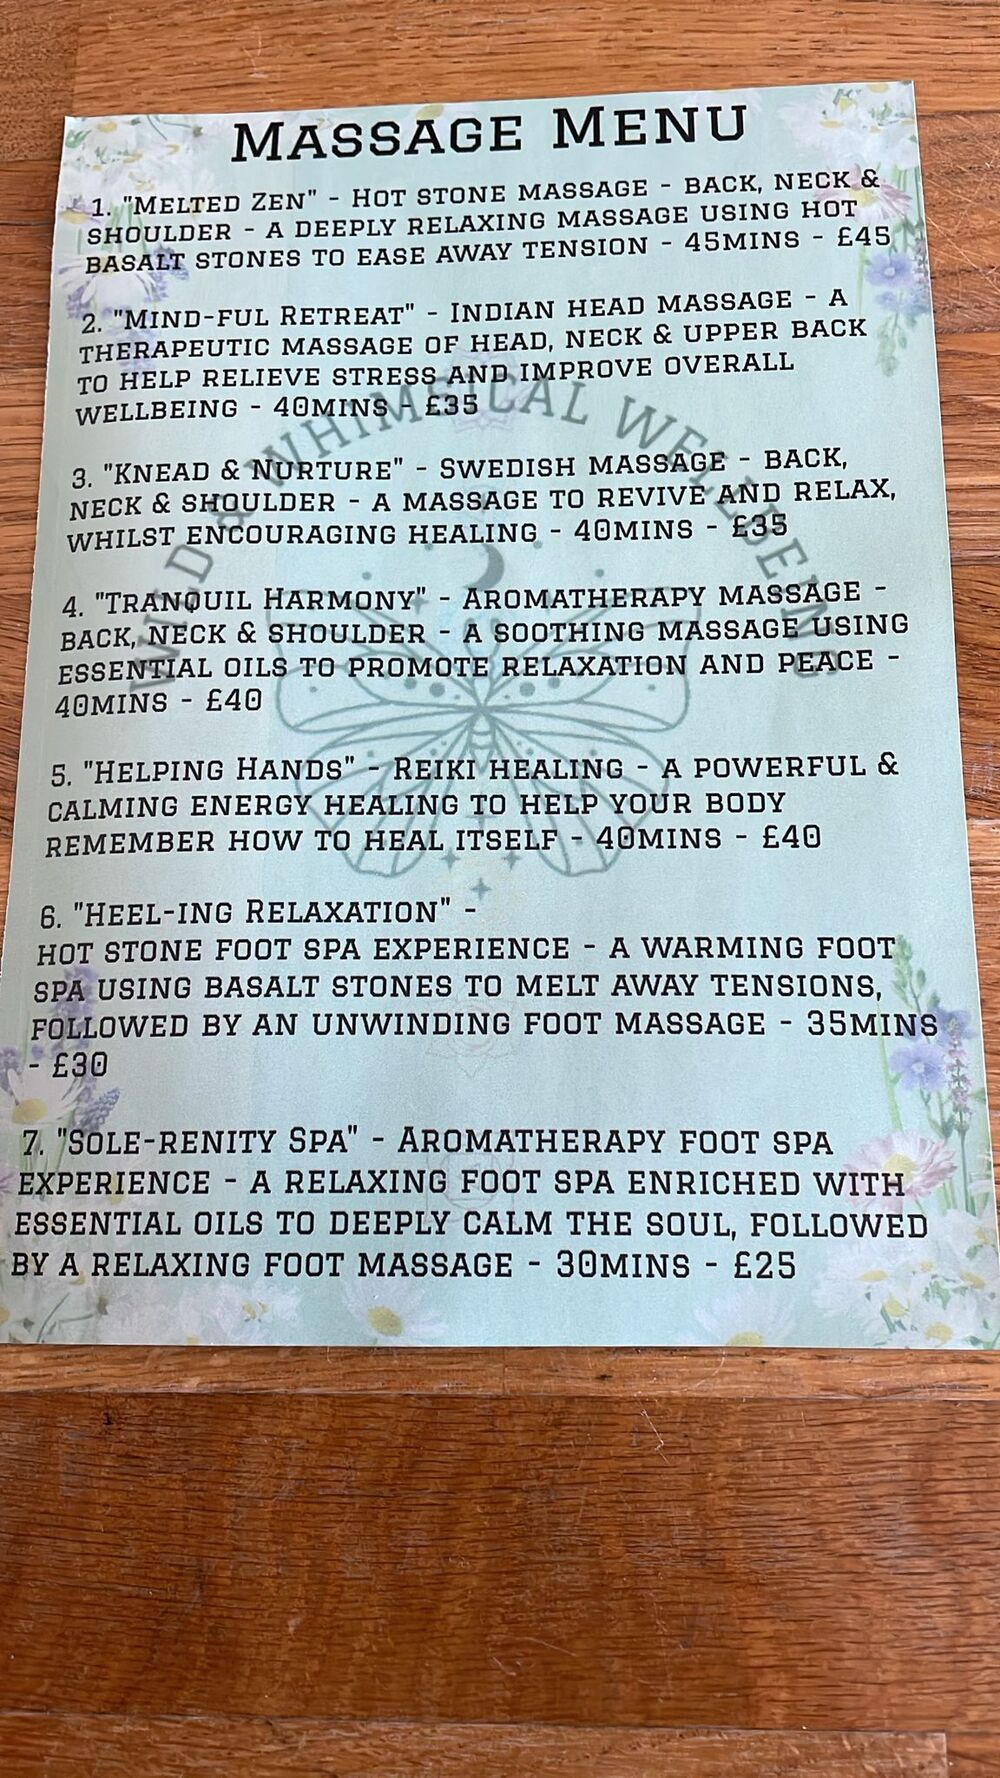 Massage Menu
1. "Melted Zen" - Hot stone massage - back, neck &
shoulder - a deeply relaxing massage using hot
basalt stones to ease away tension - 45mins - £45
2. "Mind-ful Retreat" - Indian head massage - a
therapeutic massage of head, neck & upper back
to help relieve stress and improve overall
wellbeing - 40mins - £35
3. "Knead & Nurture" - Swedish massage - back,
neck & shoulder - a massage to revive and relax,
whilst encouraging healing - 40mins - £35
4. "Tranquil Harmony" - Aromatherapy massage -
back, neck & shoulder - a soothing massage using
essential oils to promote relaxation and peace -
40mins - £40
5. "Helping Hands" - Reiki healing - a powerful &
calming energy healing to help your body
remember how to heal itself - 40mins - £40
6. "Heel-ing Relaxation" -
hot stone foot spa experience - a warming foot
spa using basalt stones to melt away tensions,
followed by an unwinding foot massage - 35mins
- £30
7. "Sole-renity Spa" - Aromatherapy foot spa
experience - a relaxing foot spa enriched with
essential oils to deeply calm the soul, followed
by a relaxing foot massage - 30mins - £25
Wild & Whimsical Wellbeing